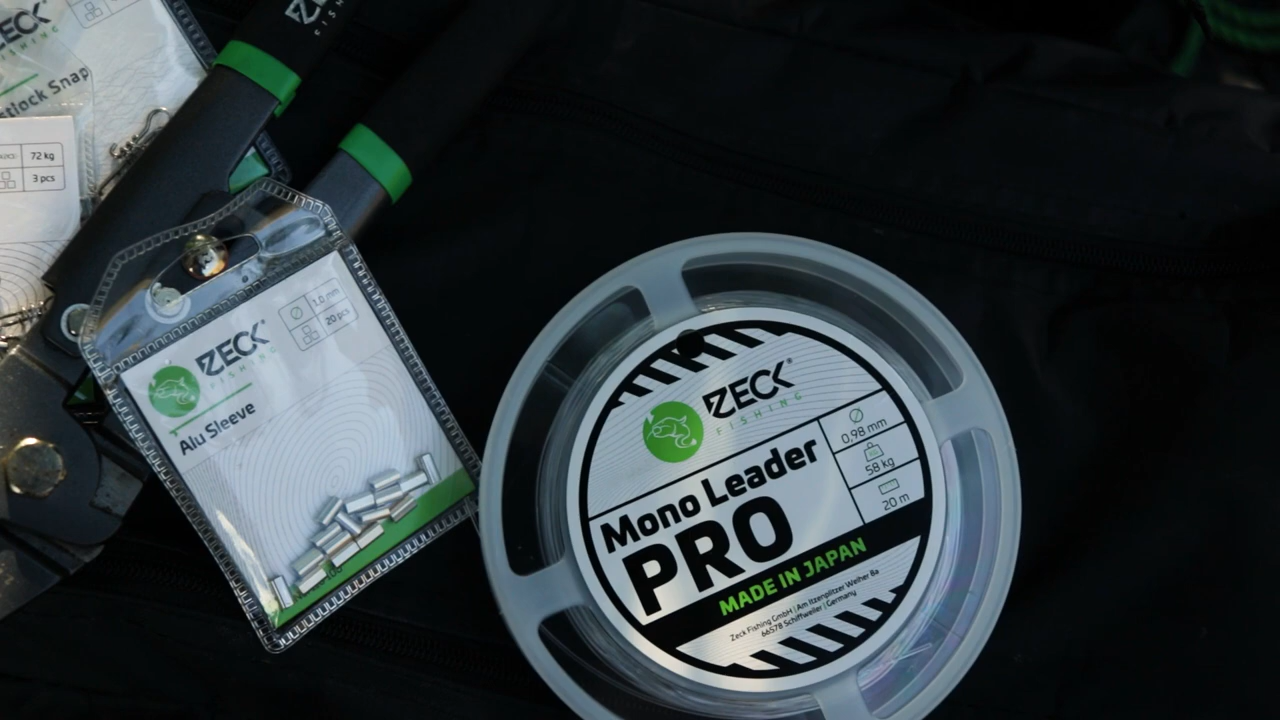 ZECK
FISHING
stlock Snap
72 kg
3 pcs
ZECK
FISHING
Alu Sleeve
1,0 mm
20 pcs
ZECK
FISHING
Mono Leader
PRO
0,98 mm
58 kg
20 m
MADE IN JAPAN
Zeck Fishing GmbH | Am Itzenplitzer Weiher 8a
66578 Schiffweiler | Germany